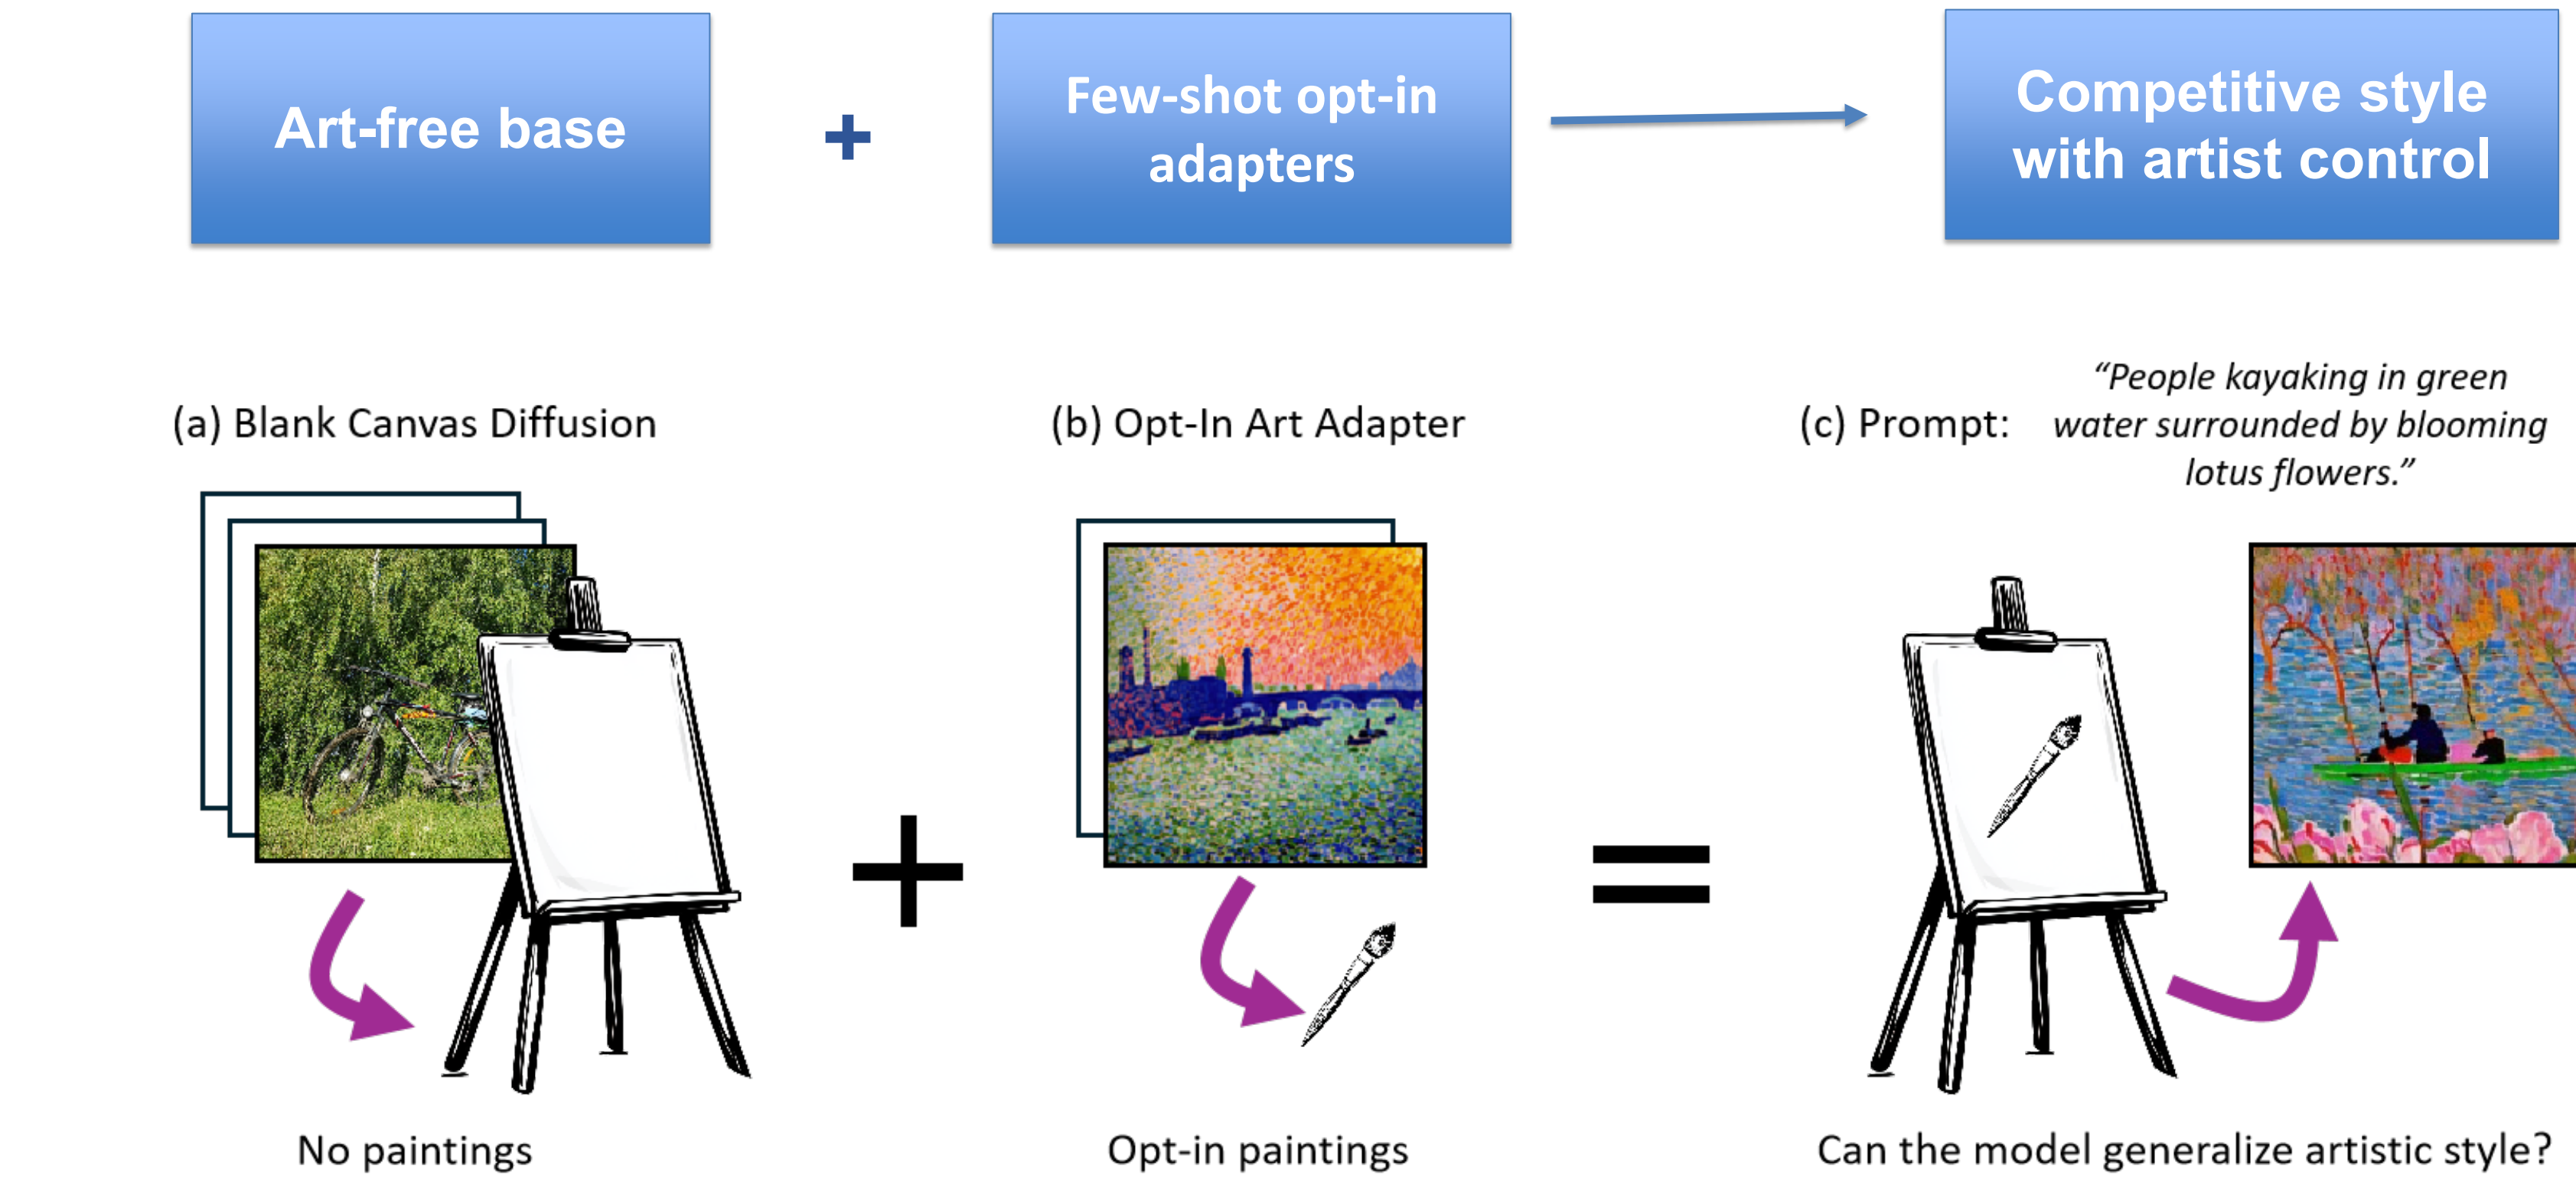 Art-free base
+
Few-shot opt-in
adapters
Competitive style
with artist control
(a) Blank Canvas Diffusion
(b) Opt-In Art Adapter
(c) Prompt:
“People kayaking in green
water surrounded by blooming
lotus flowers.”
+
=
No paintings
Opt-in paintings
Can the model generalize artistic style?